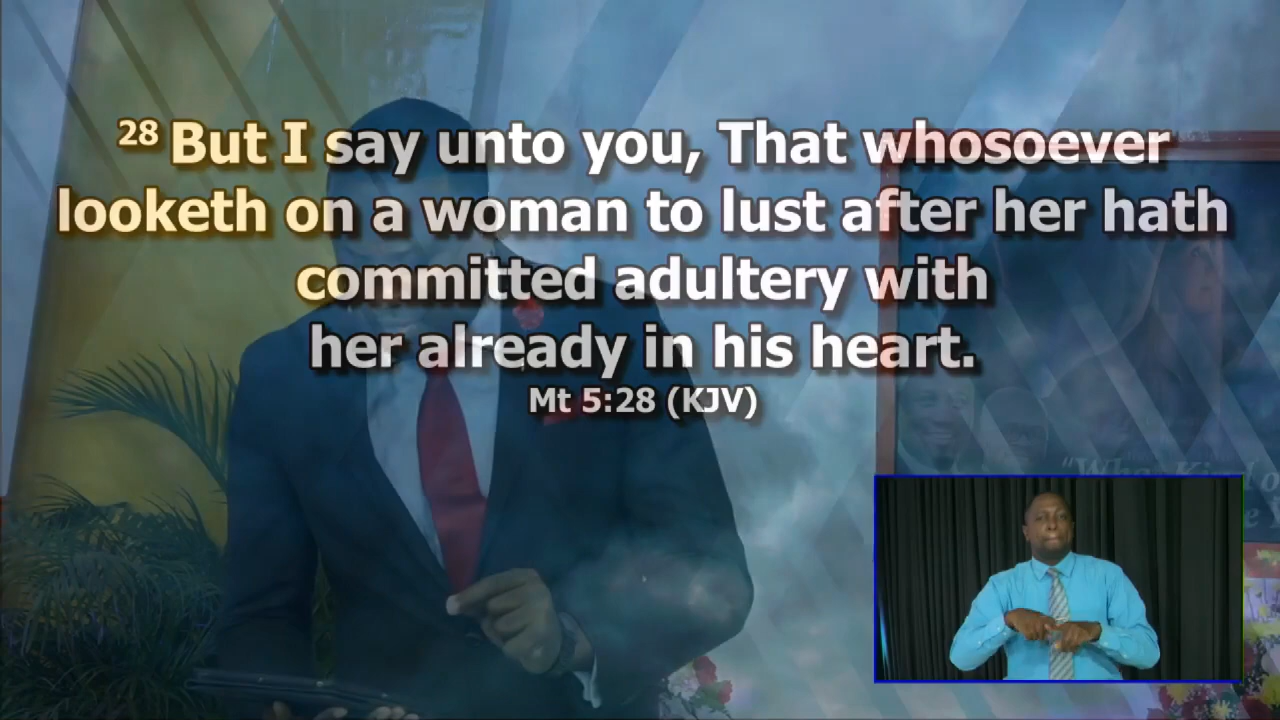 28 But I say unto you, That whosoever
looketh on a woman to lust after her hath
committed adultery with
her already in his heart.
Mt 5:28 (KJV)